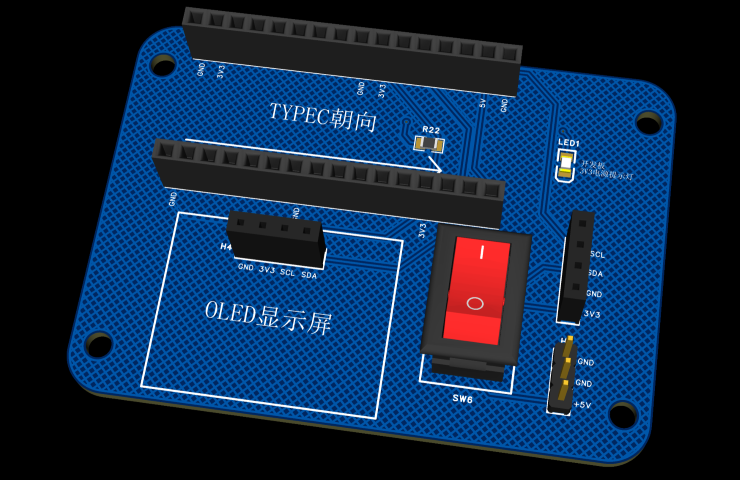 GND
3V3
GND
3V3
5V
GND
TYPEC朝向
R22
LED1
开发板
3V3电源指示灯
GND
GND
3V3
H4
GND 3V3 SCL SDA
OLED显示屏
SCL
SDA
GND
3V3
GND
GND
+5V
SW6